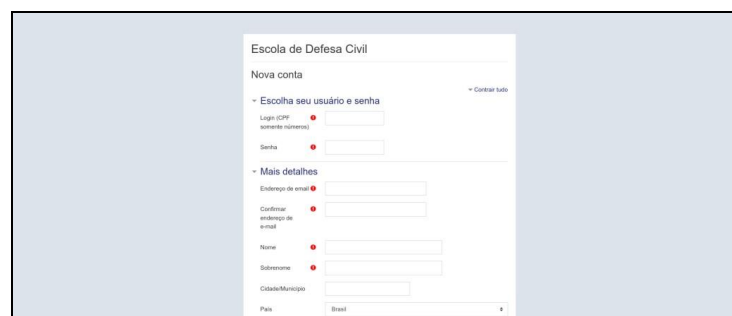 Escola de Defesa Civil
Nova conta
Contrair tudo
Escolha seu usuário e senha
Login (CPF
somente números)
Senha
Mais detalhes
Endereço de email
Confirmar
endereço de
e-mail
Nome
Sobrenome
Cidade/Município
País Brasil